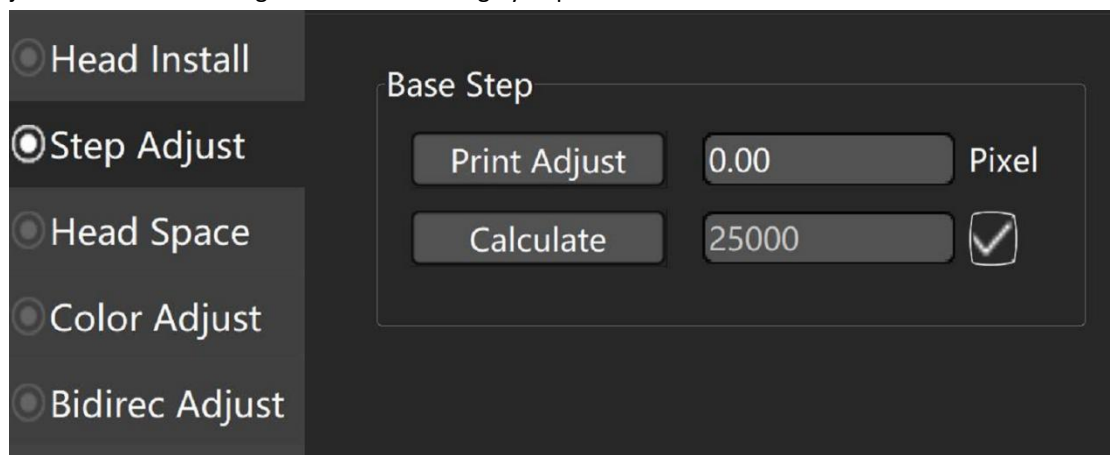 Head Install
Step Adjust
Head Space
Color Adjust
Bidirec Adjust
Base Step
Print Adjust 0.00 Pixel
Calculate 25000